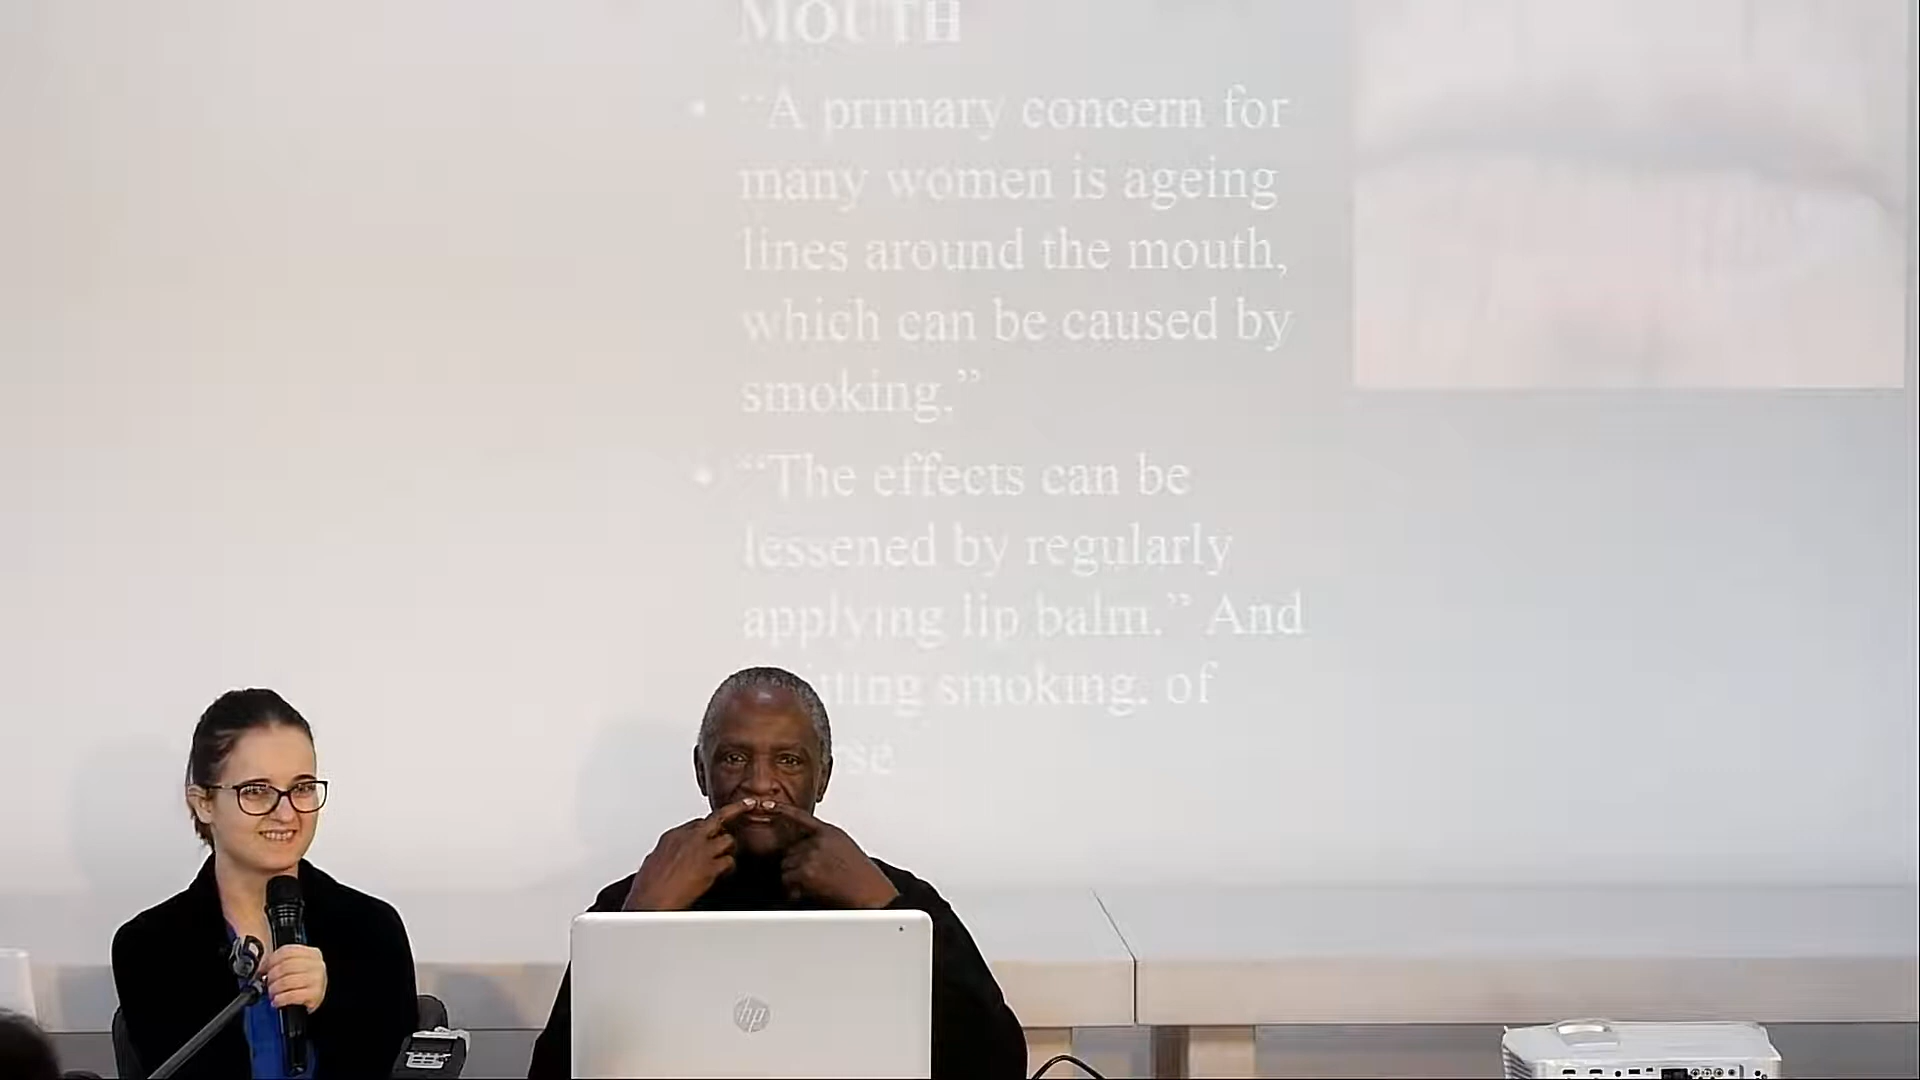 MOUTH
• “A primary concern for
many women is ageing
lines around the mouth,
which can be caused by
smoking.”
• “The effects can be
lessened by regularly
applying lip balm.” And
smoking, of
hp